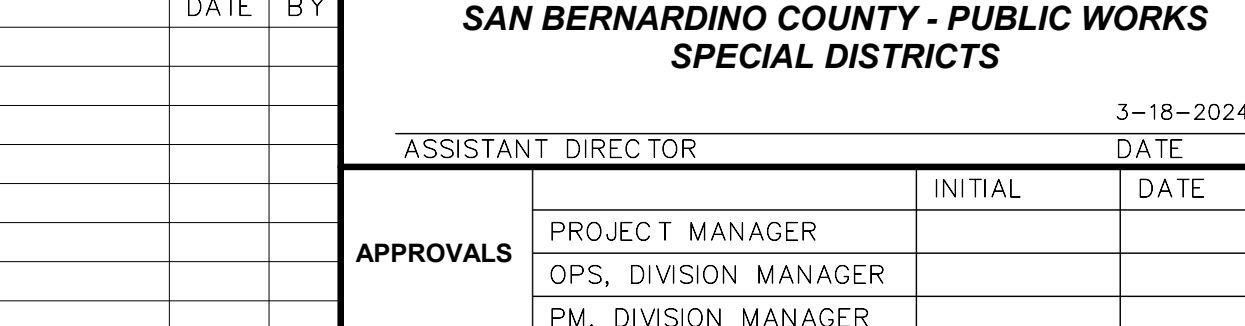 DATE BY
SAN BERNARDINO COUNTY - PUBLIC WORKS
SPECIAL DISTRICTS
3-18-2024
ASSISTANT DIRECTOR DATE
INITIAL DATE
APPROVALS
PROJECT MANAGER
OPS, DIVISION MANAGER
PM, DIVISION MANAGER